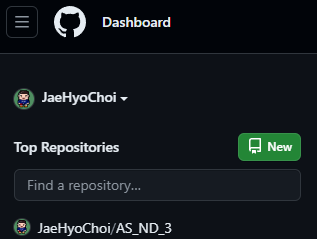 Dashboard
JaeHyoChoi
Top Repositories
New
Find a repository...
JaeHyoChoi/AS_ND_3